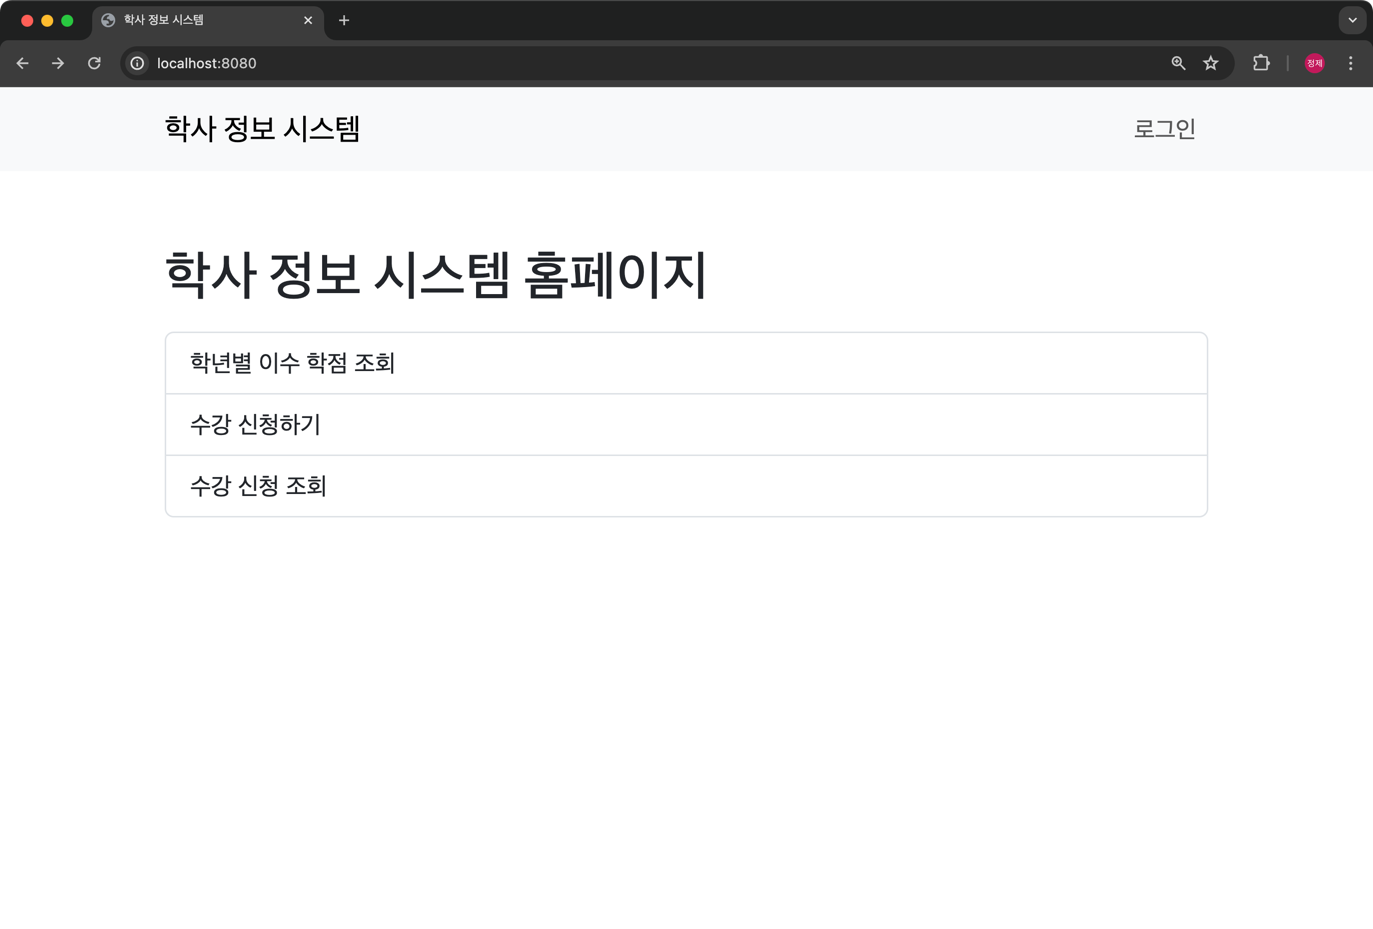 학사 정보 시스템
localhost:8080
정제
학사 정보 시스템
로그인
학사 정보 시스템 홈페이지
학년별 이수 학점 조회
수강 신청하기
수강 신청 조회